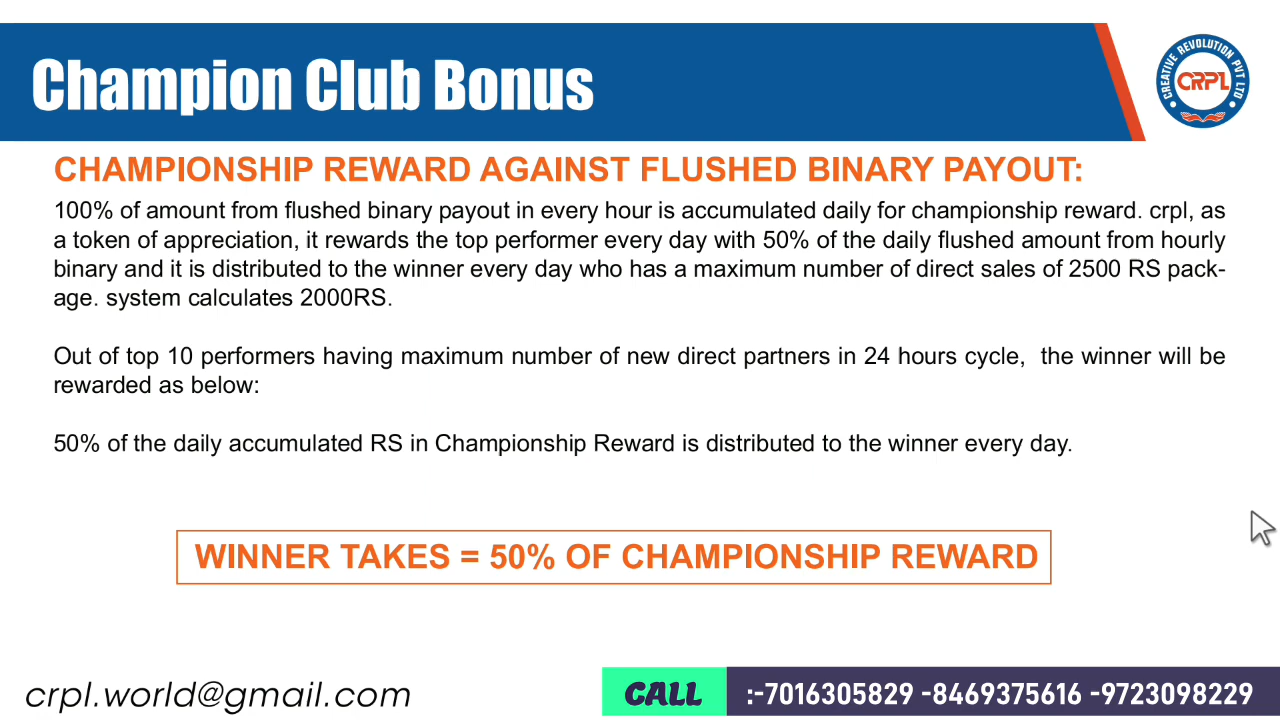 Champion Club Bonus
CREATIVE REVOLUTION PVT LTD
CRPL
CHAMPIONSHIP REWARD AGAINST FLUSHED BINARY PAYOUT:
100% of amount from flushed binary payout in every hour is accumulated daily for championship reward. crpl, as
a token of appreciation, it rewards the top performer every day with 50% of the daily flushed amount from hourly
binary and it is distributed to the winner every day who has a maximum number of direct sales of 2500 RS pack-
age. system calculates 2000RS.
Out of top 10 performers having maximum number of new direct partners in 24 hours cycle, the winner will be
rewarded as below:
50% of the daily accumulated RS in Championship Reward is distributed to the winner every day.
WINNER TAKES = 50% OF CHAMPIONSHIP REWARD
crpl.world@gmail.com
CALL :-7016305829 -8469375616 -9723098229